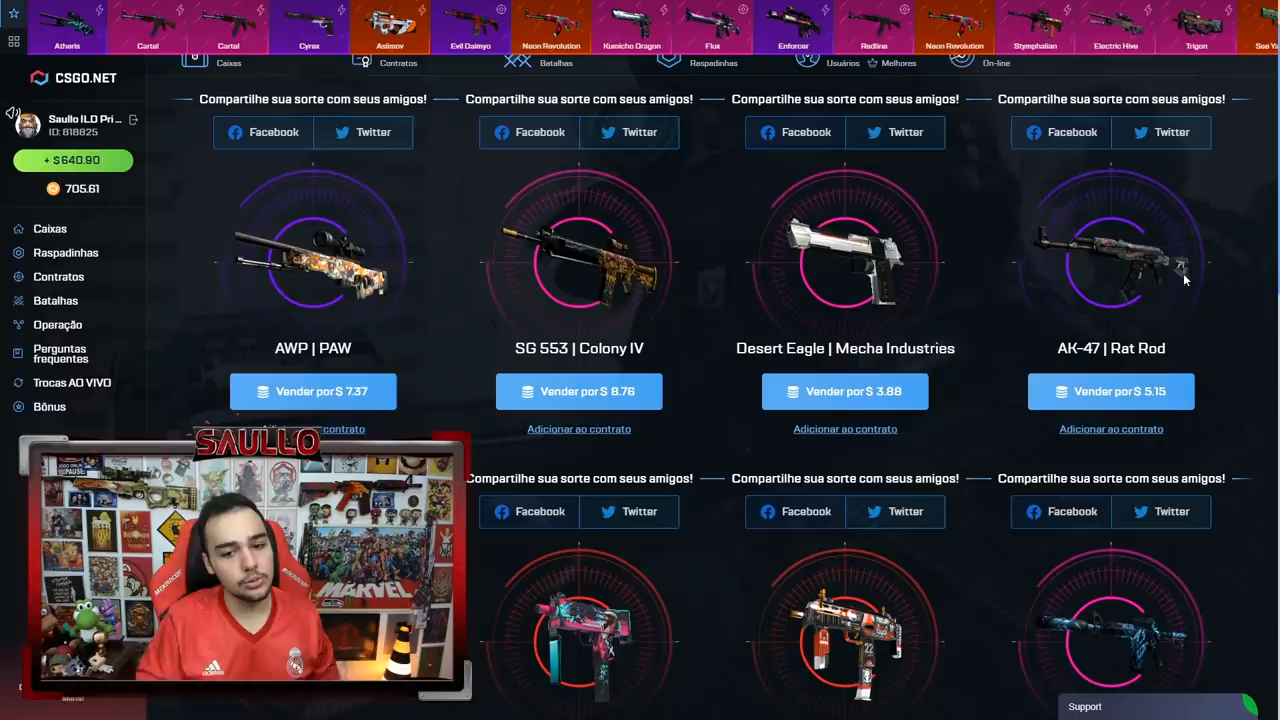 Atheris
Cartel
Cartel
Cyrex
Asiimov
Evil Daimyo
Neon Revolution
Kumicho Dragon
Flux
Enforcer
Redline
Neon Revolution
Stymphalian
Electric Hive
Trigon
Caixas
Contratos
Batalhas
Raspadinhas
Usuários
Melhores
On-line
CSGO.NET
Saullo ILD Pri ...
ID: 818825
+ $640.90
705.61
Caixas
Raspadinhas
Contratos
Batalhas
Operação
Perguntas
frequentes
Trocas AO VIVO
Bônus
Compartilhe sua sorte com seus amigos!
Compartilhe sua sorte com seus amigos!
Compartilhe sua sorte com seus amigos!
Compartilhe sua sorte com seus amigos!
Facebook
Twitter
Facebook
Twitter
Facebook
Twitter
Facebook
Twitter
AWP | PAW
SG 553 | Colony IV
Desert Eagle | Mecha Industries
AK-47 | Rat Rod
Vender por $ 7.37
Vender por $ 8.76
Vender por $ 3.88
Vender por $ 5.15
contrato
Adicionar ao contrato
Adicionar ao contrato
Adicionar ao contrato
SAULLO
Compartilhe sua sorte com seus amigos!
Compartilhe sua sorte com seus amigos!
Compartilhe sua sorte com seus amigos!
Facebook
Twitter
Facebook
Twitter
Facebook
Twitter
MARVEL
adidas
22
Support